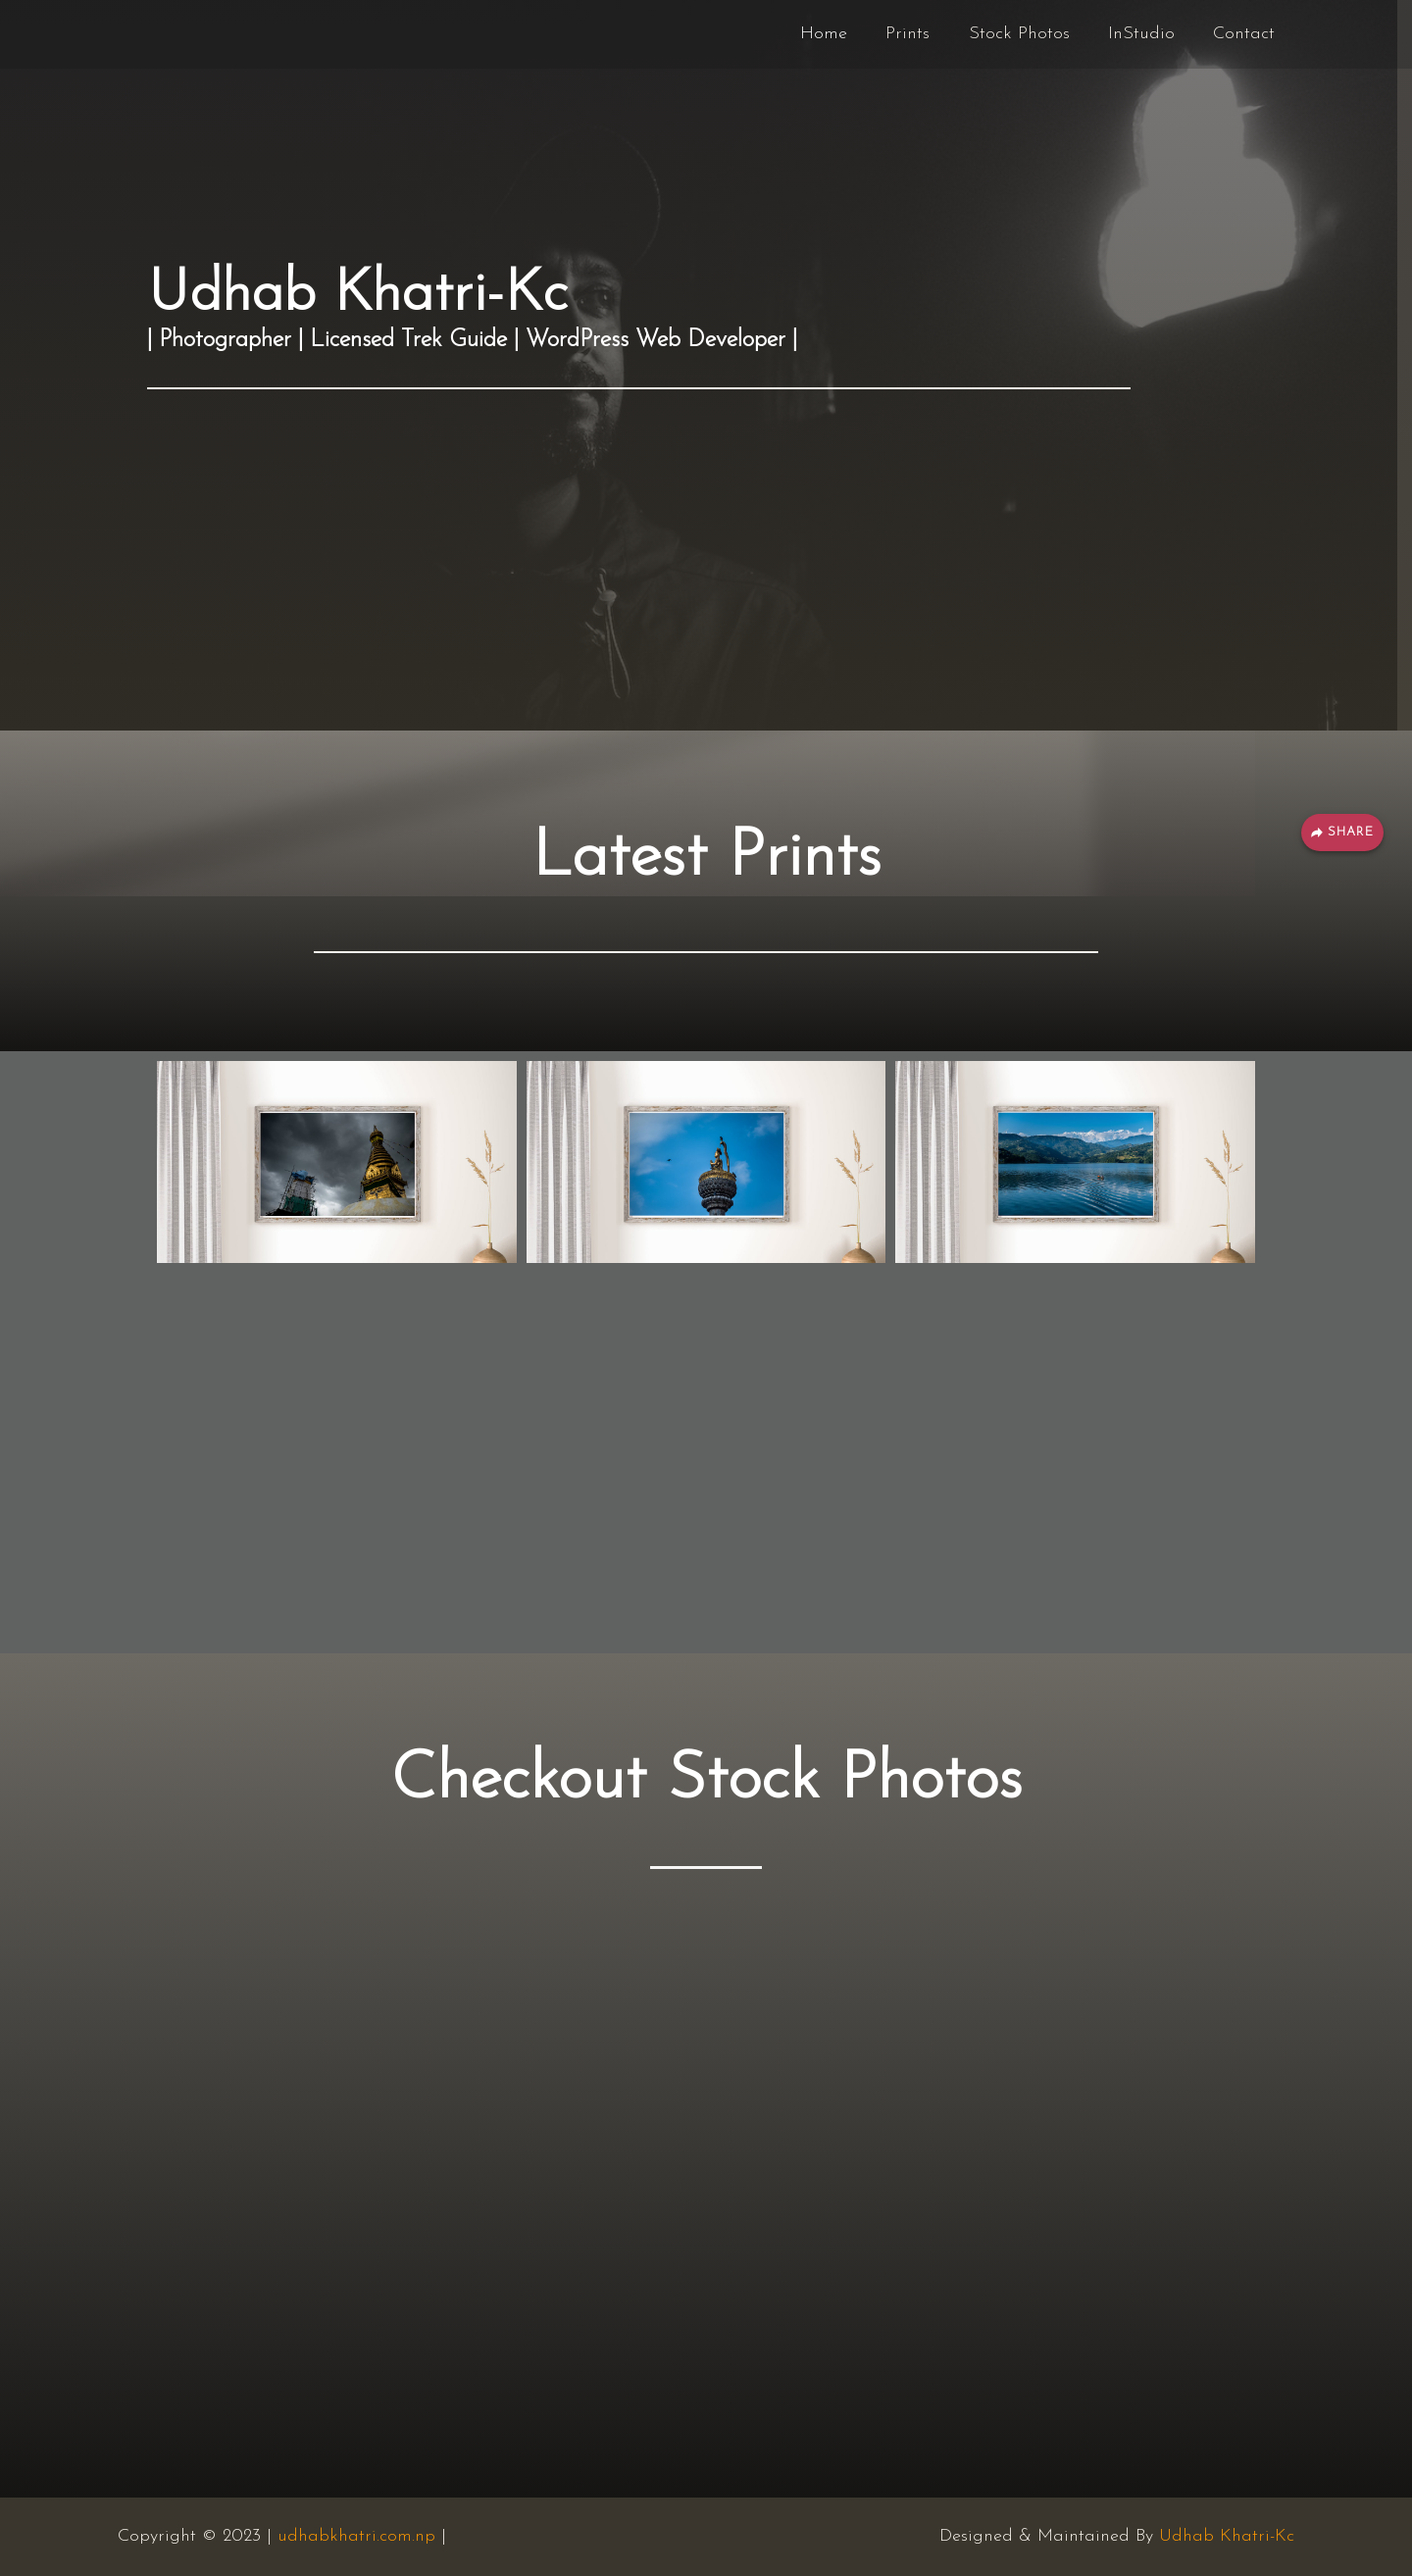 Home Prints Stock Photos InStudio Contact
Udhab Khatri-Kc
| Photographer | Licensed Trek Guide | WordPress Web Developer |
Latest Prints
SHARE
Checkout Stock Photos
Copyright © 2023 | udhabkhatri.com.np |
Designed & Maintained By Udhab Khatri-Kc